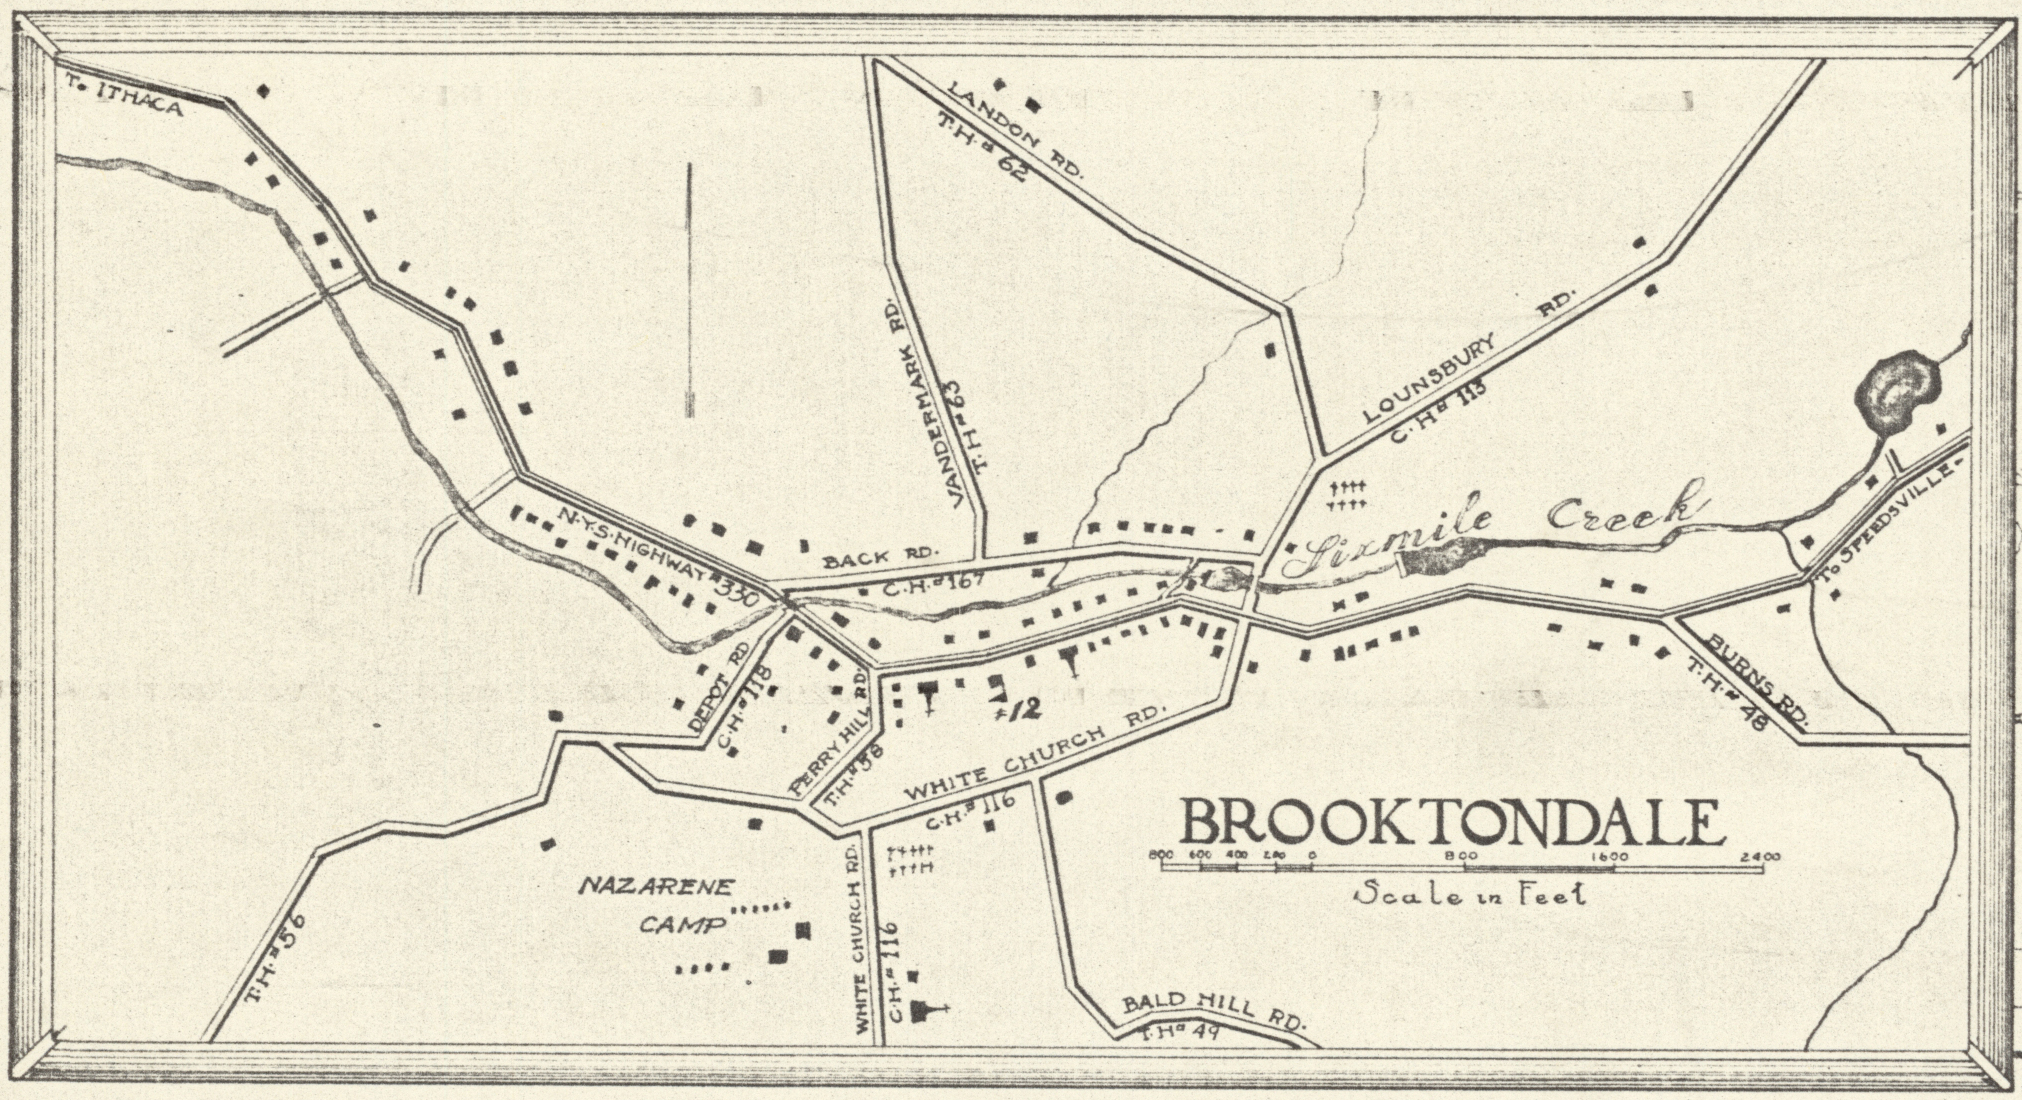 To ITHACA
LANDON RD.
T.H.# 62
VANDERMARK RD.
T.H.# 63
LOUNSBURY RD.
C.H.# 113
N.Y.S. HIGHWAY #330
BACK RD.
C.H.#167
Sixmile Creek
To SPEEDSVILLE
DEPOT RD
C.H.#118
PERRY HILL RD.
T.H.#58
#12
BURNS RD.
T.H.# 48
WHITE CHURCH RD.
C.H.# 116
BROOKTONDALE
800 600 400 200 0 800 1600 2400
Scale in Feet
NAZARENE
CAMP
T.H.#56
WHITE CHURCH RD.
C.H.# 116
BALD HILL RD.
T.H# 49